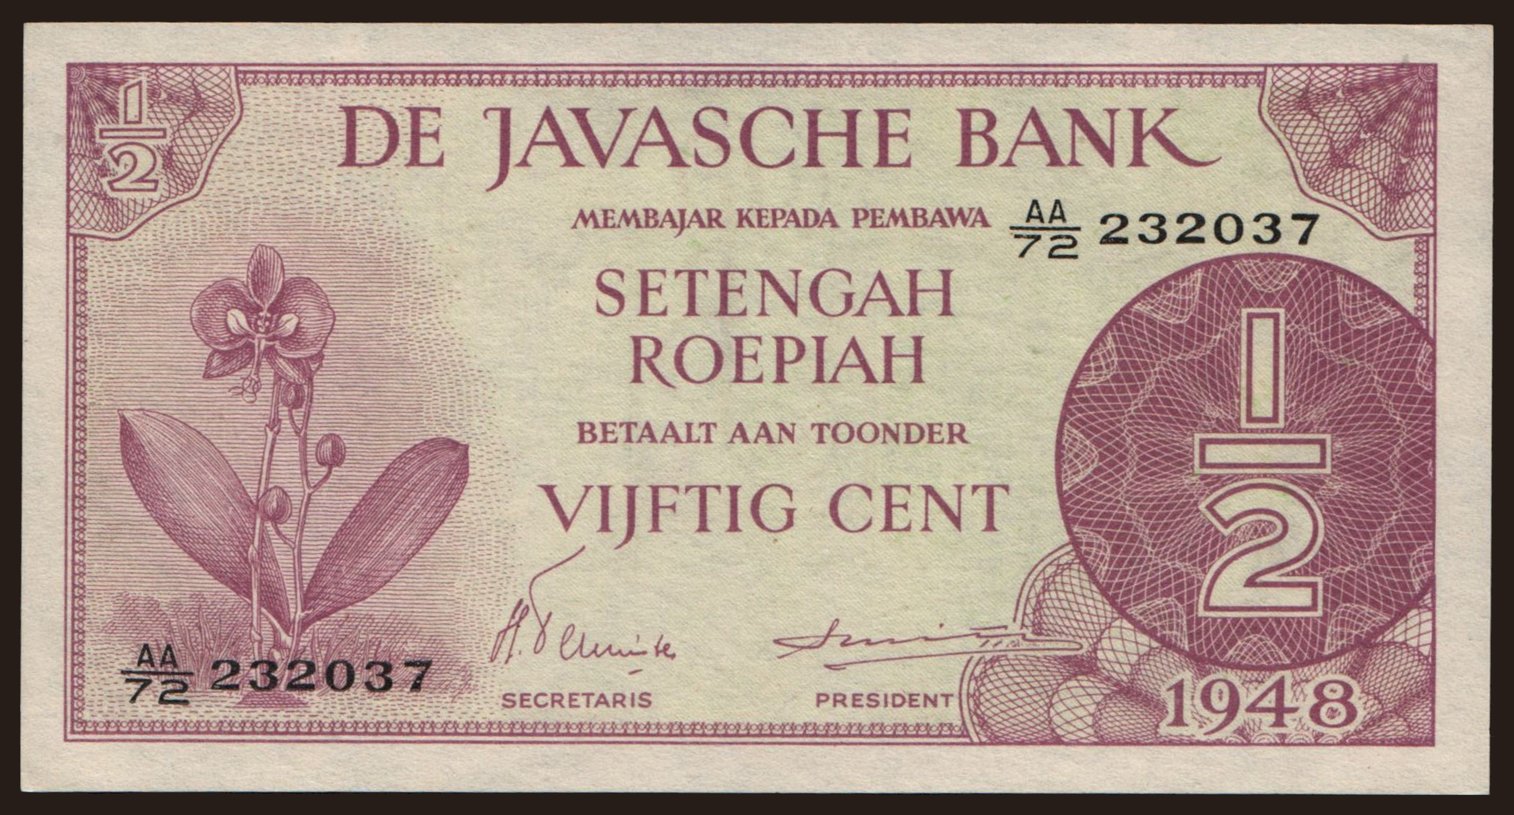 1/2
DE JAVASCHE BANK
MEMBAJAR KEPADA PEMBAWA
AA/72 232037
SETENGAH
ROEPIAH
BETAALT AAN TOONDER
VIJFTIG CENT
1/2
AA/72 232037
SECRETARIS
PRESIDENT
1948